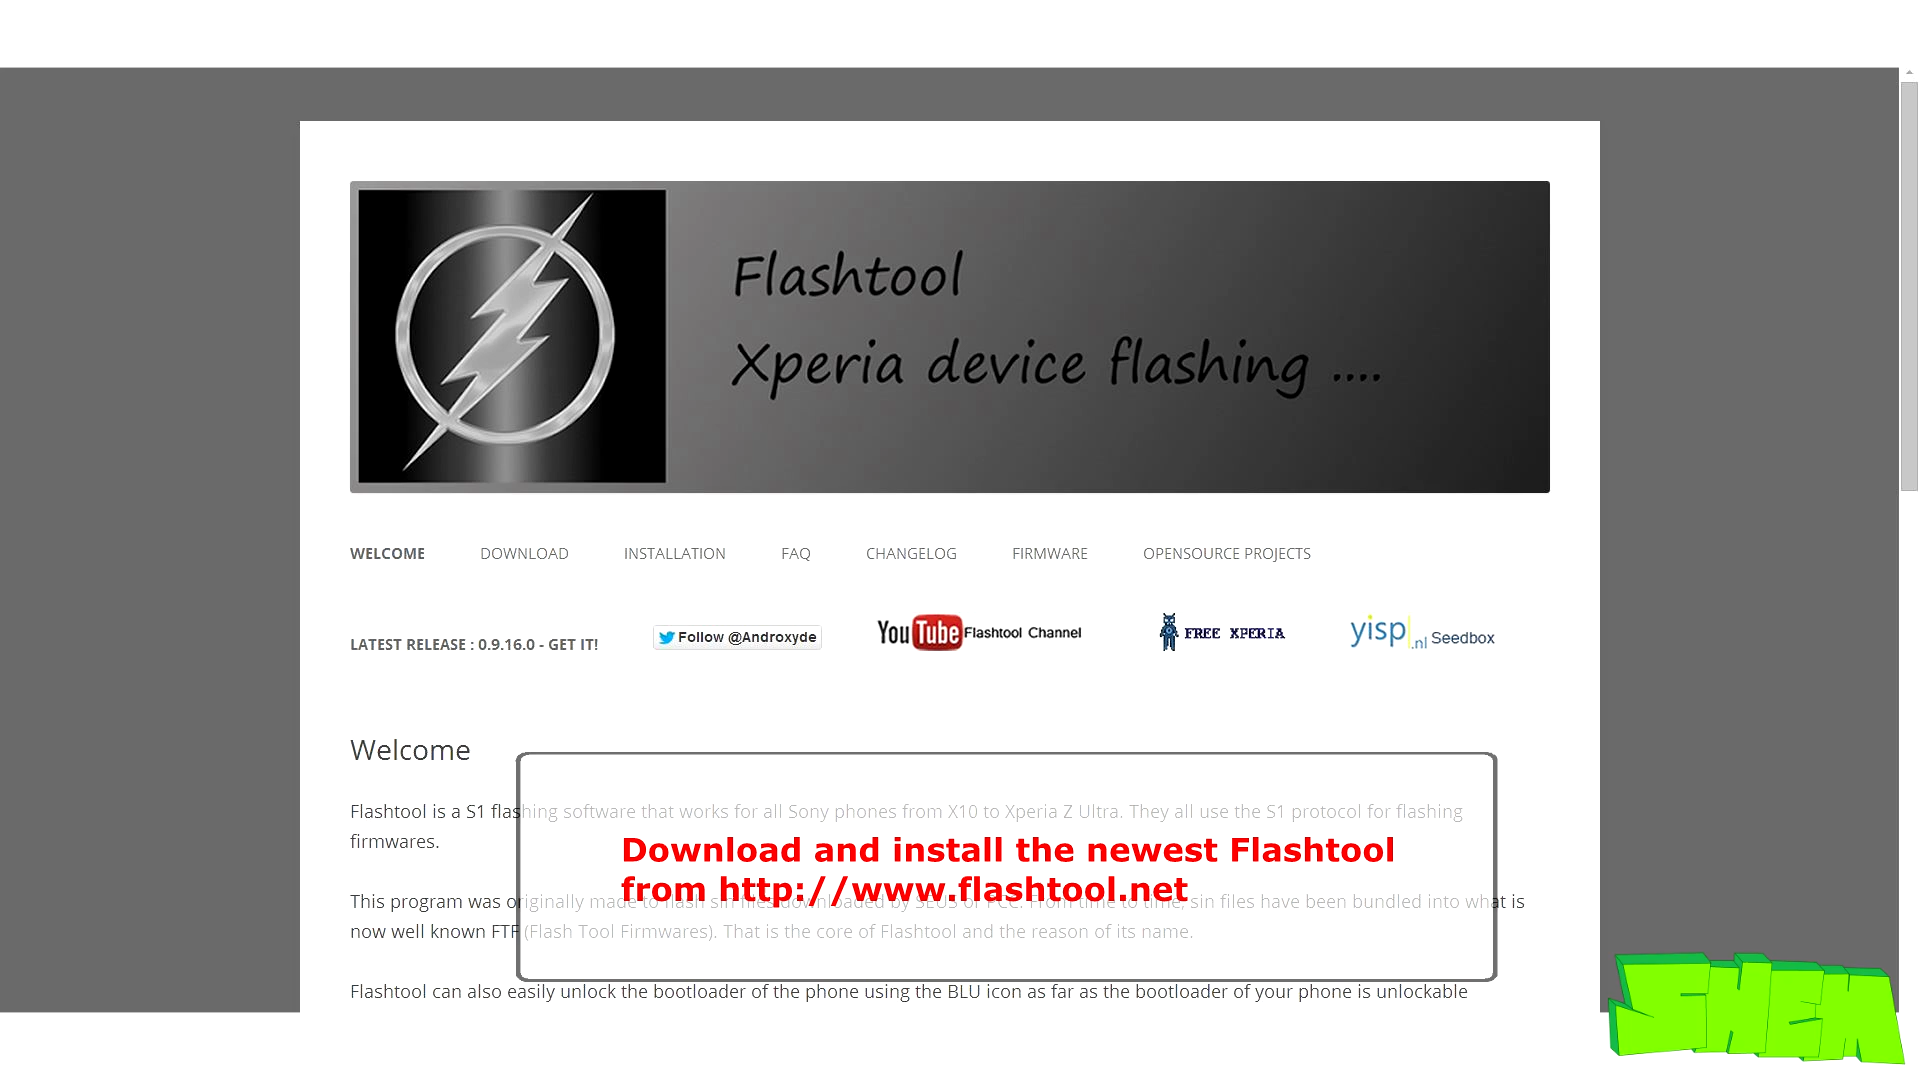 Flashtool
Xperia device flashing ....
WELCOME DOWNLOAD INSTALLATION FAQ CHANGELOG FIRMWARE OPENSOURCE PROJECTS
LATEST RELEASE : 0.9.16.0 - GET IT! Follow @Androxyde YouTube Flashtool Channel FREE XPERIA yisp.nl Seedbox
Welcome
Flashtool is a S1 flashing software that works for all Sony phones from X10 to Xperia Z Ultra. They all use the S1 protocol for flashing
firmwares.
Download and install the newest Flashtool
from http://www.flashtool.net
This program was originally made to flash sin files downloaded by SEUS or PCC. From time to time, sin files have been bundled into what is
now well known FTF (Flash Tool Firmwares). That is the core of Flashtool and the reason of its name.
Flashtool can also easily unlock the bootloader of the phone using the BLU icon as far as the bootloader of your phone is unlockable